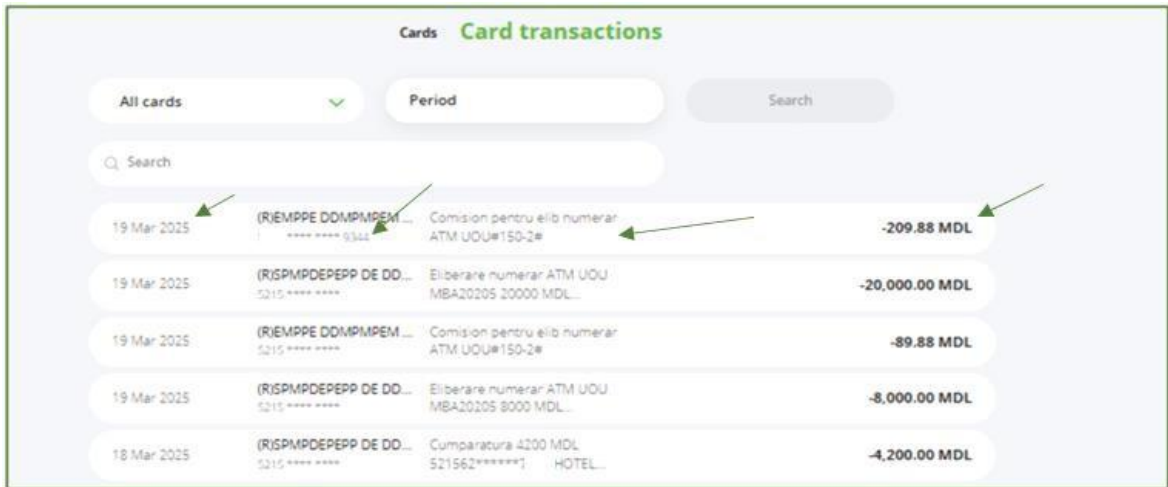 Cards Card transactions
All cards Period Search
Search
19 Mar 2025 (R)EMPPE DDMPMPEM ... Comision pentru elib numerar -209.88 MDL
**** **** 9344 ATM UOU#150-2#
19 Mar 2025 (R)SPMPDEPEPP DE DD... Eliberare numerar ATM UOU -20,000.00 MDL
5215 **** **** MBA20205 20000 MDL...
19 Mar 2025 (R)EMPPE DDMPMPEM ... Comision pentru elib numerar -89.88 MDL
5215 **** **** ATM UOU#150-2#
19 Mar 2025 (R)SPMPDEPEPP DE DD... Eliberare numerar ATM UOU -8,000.00 MDL
5215 **** **** MBA20205 8000 MDL...
18 Mar 2025 (R)SPMPDEPEPP DE DD... Cumparatura 4200 MDL -4,200.00 MDL
5215 **** **** 521562******7 HOTEL...